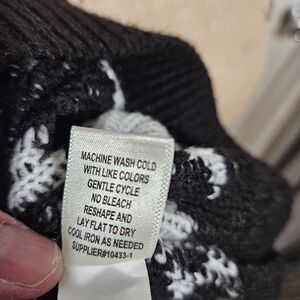 MACHINE WASH COLD
WITH LIKE COLORS
GENTLE CYCLE
NO BLEACH
RESHAPE AND
LAY FLAT TO DRY
COOL IRON AS NEEDED
SUPPLIER#10433-1